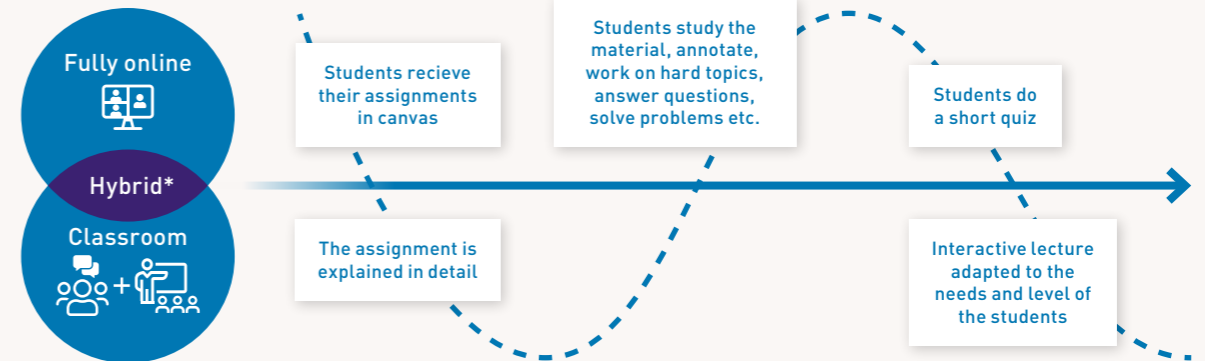 Fully online
Hybrid*
Classroom
+
Students recieve
their assignments
in canvas
The assignment is
explained in detail
Students study the
material, annotate,
work on hard topics,
answer questions,
solve problems etc.
Students do
a short quiz
Interactive lecture
adapted to the
needs and level of
the students